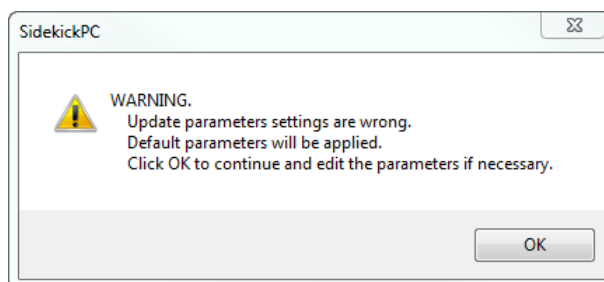 SidekickPC
WARNING.
Update parameters settings are wrong.
Default parameters will be applied.
Click OK to continue and edit the parameters if necessary.
OK